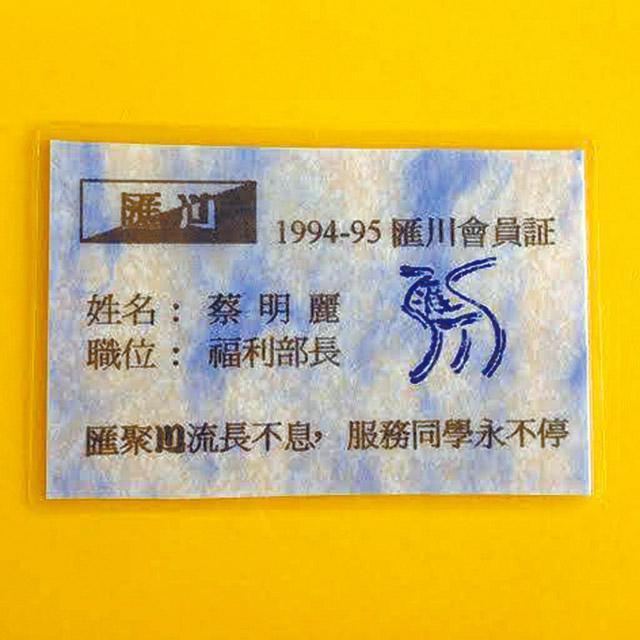 匯川
1994-95 匯川會員証
姓名：蔡明麗
職位：福利部長
匯聚川流長不息，服務同學永不停